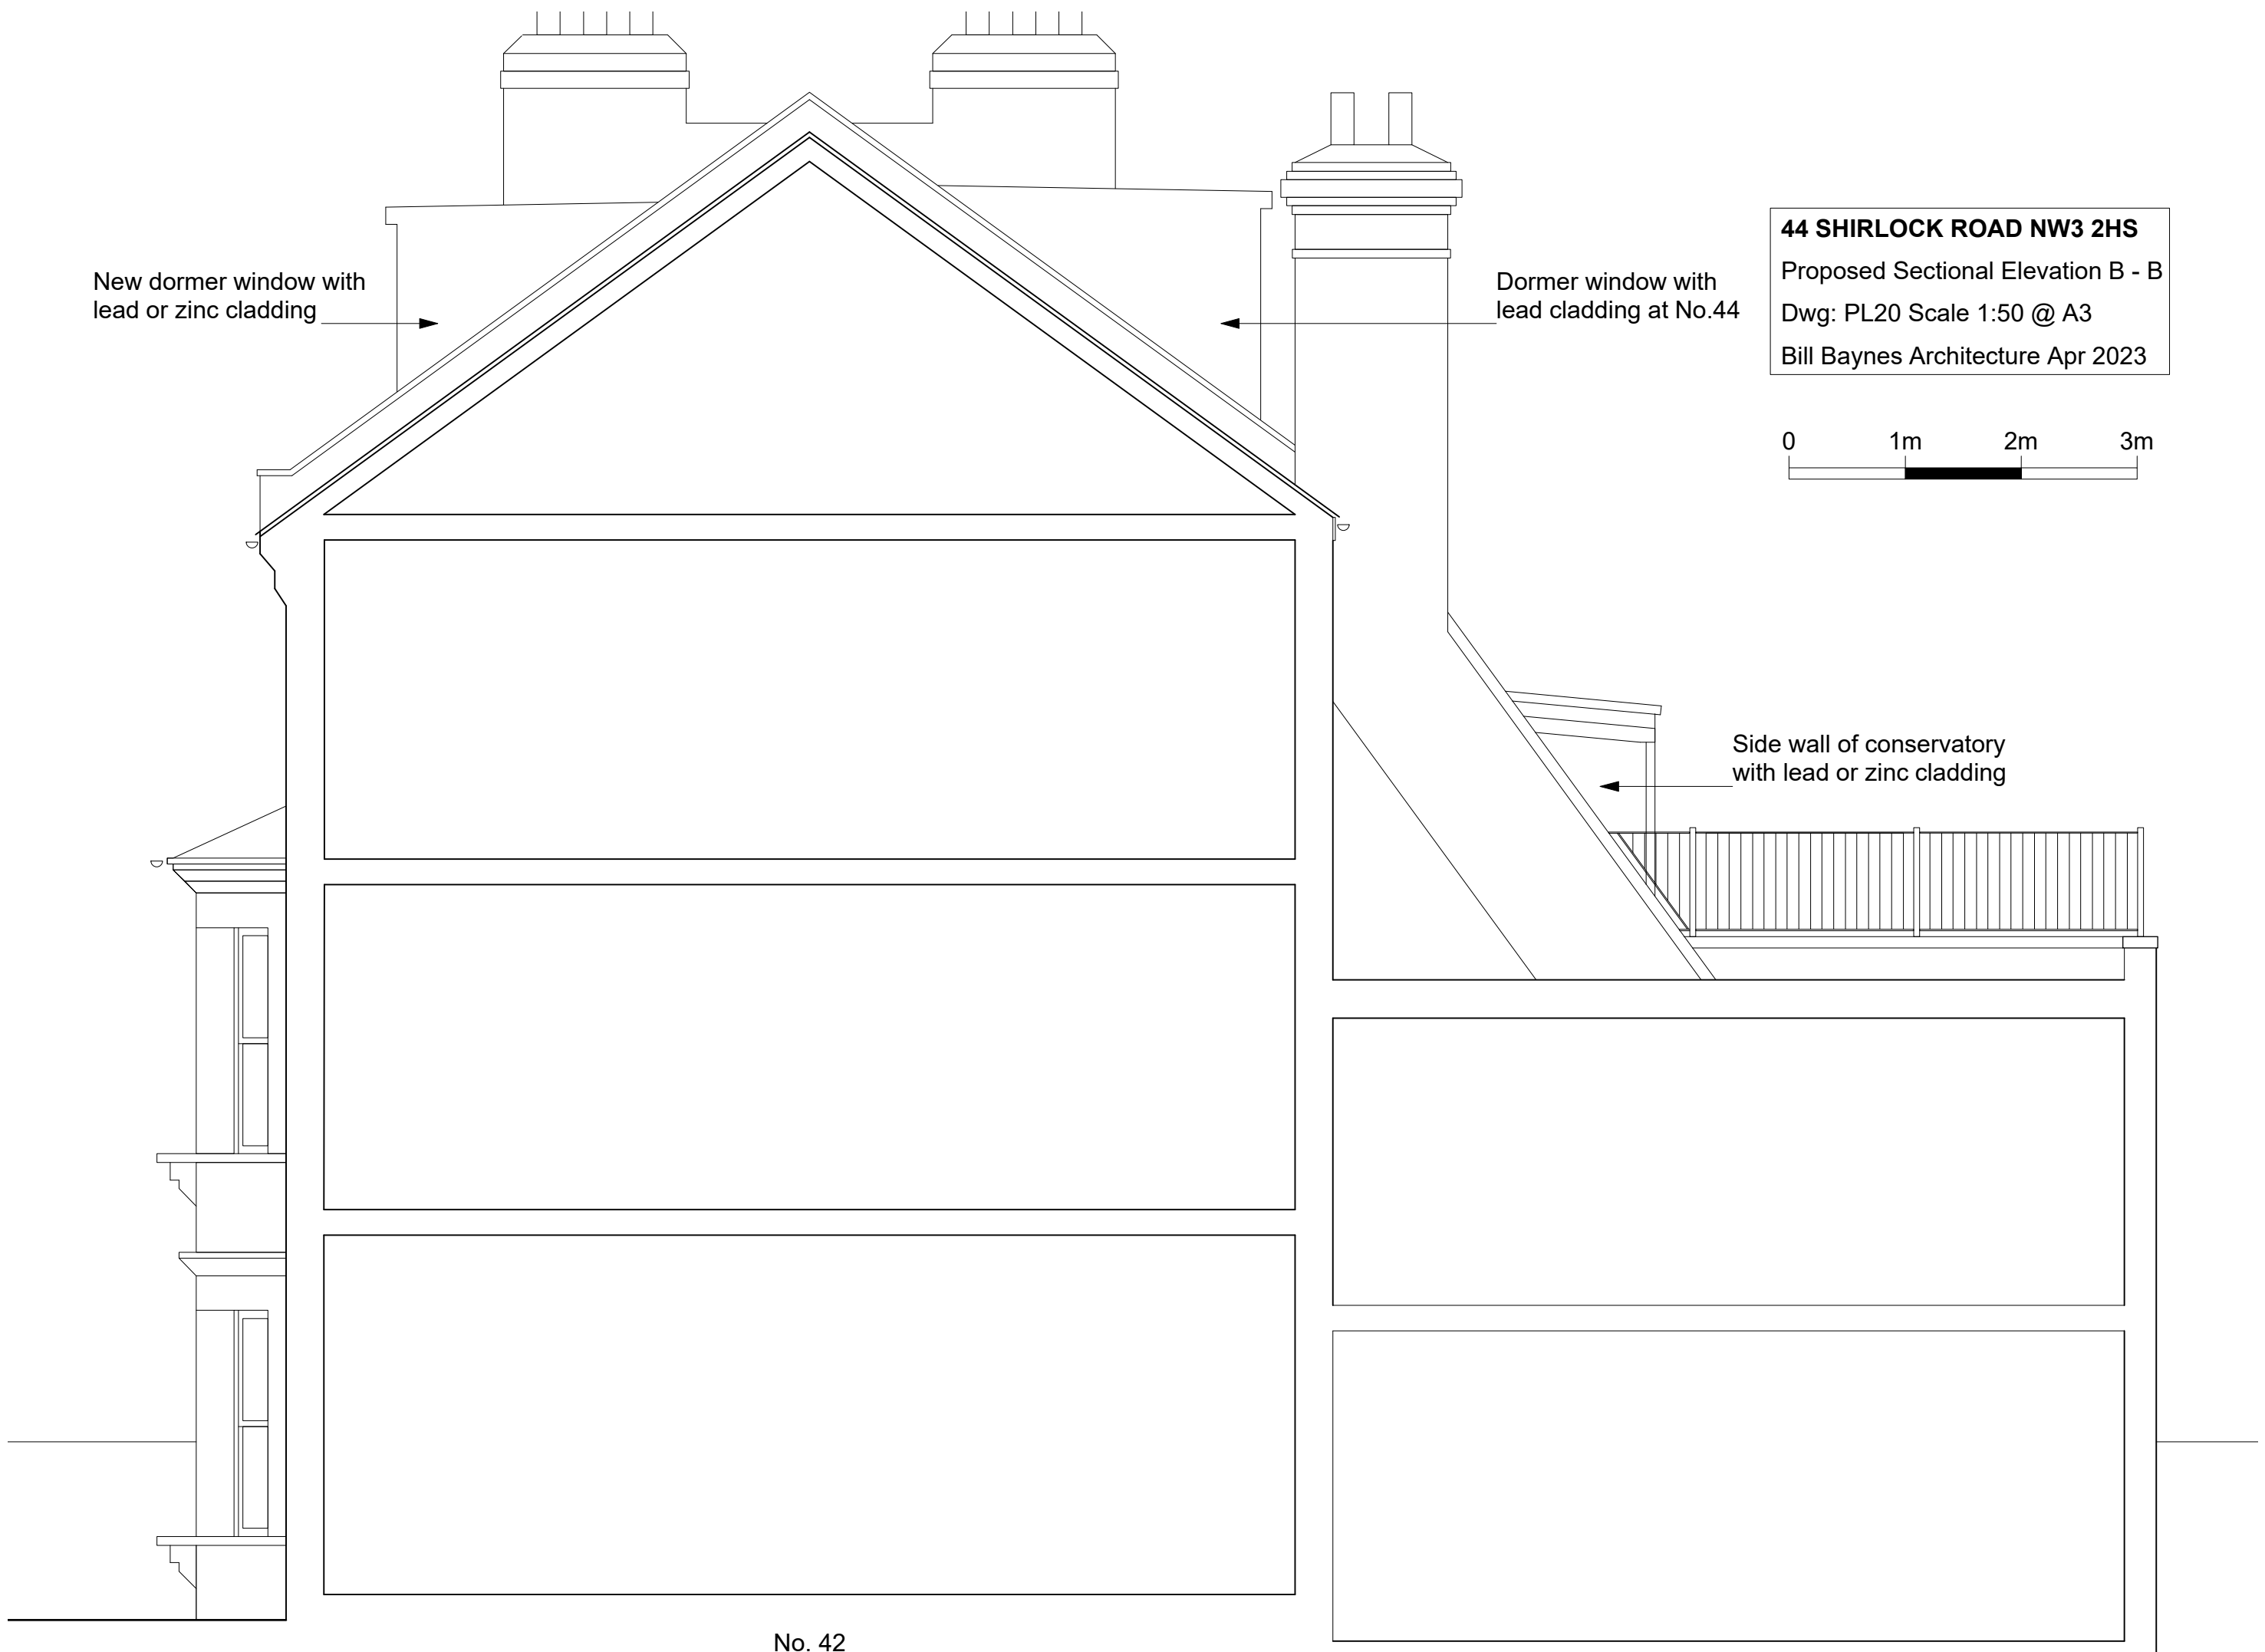 44 SHIRLOCK ROAD NW3 2HS
Proposed Sectional Elevation B - B
Dwg: PL20 Scale 1:50 @ A3
Bill Baynes Architecture Apr 2023
New dormer window with
lead or zinc cladding
Dormer window with
lead cladding at No.44
0 1m 2m 3m
Side wall of conservatory
with lead or zinc cladding
No. 42